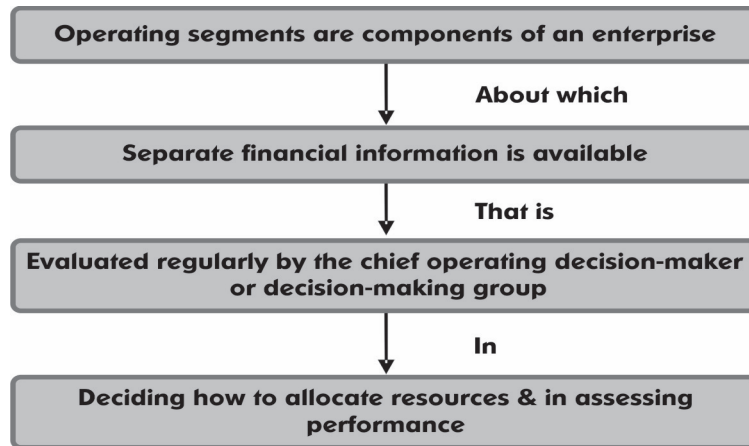 Operating segments are components of an enterprise
About which
Separate financial information is available
That is
Evaluated regularly by the chief operating decision-maker
or decision-making group
In
Deciding how to allocate resources & in assessing
performance